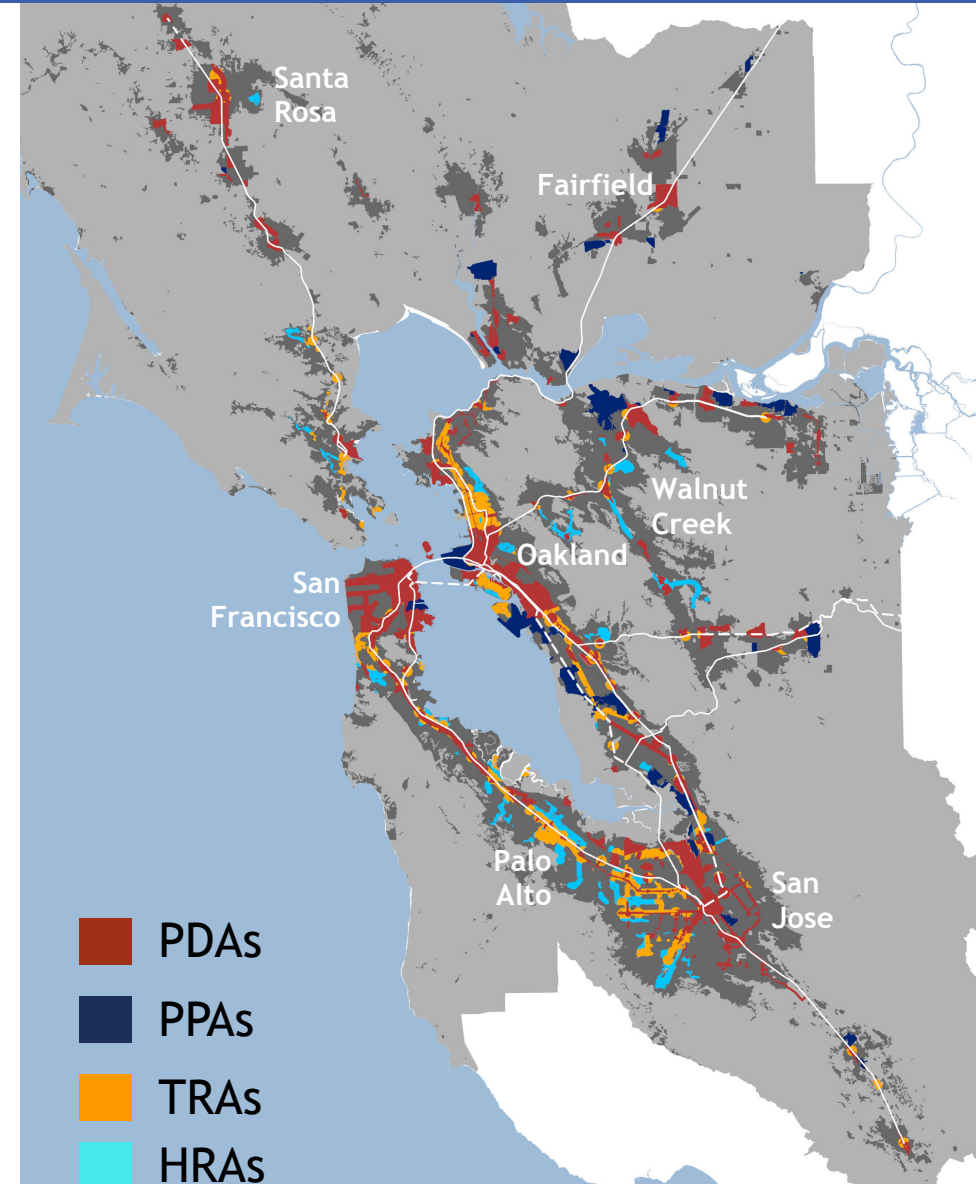 Santa
Rosa
Fairfield
Walnut
Creek
Oakland
San
Francisco
Palo
Alto
San
Jose
PDAs
PPAs
TRAs
HRAs